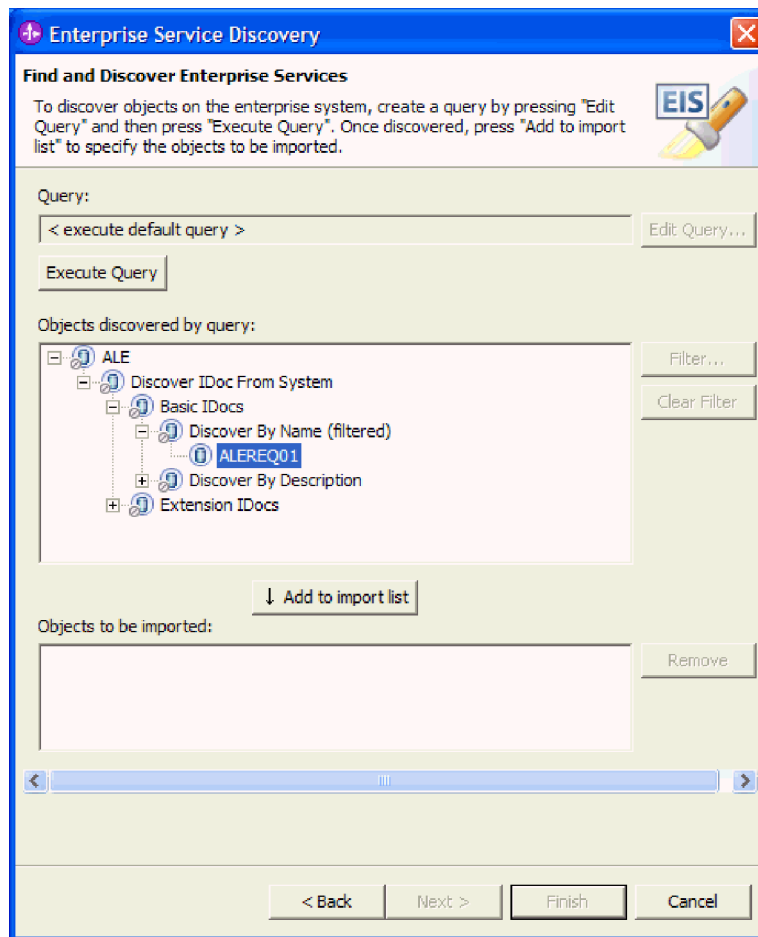 Enterprise Service Discovery
Find and Discover Enterprise Services
To discover objects on the enterprise system, create a query by pressing "Edit
Query" and then press "Execute Query". Once discovered, press "Add to import
list" to specify the objects to be imported.
EIS
Query:
< execute default query >
Edit Query...
Execute Query
Objects discovered by query:
ALE
Filter...
Discover IDoc From System
Basic IDocs
Clear Filter
Discover By Name (filtered)
ALEREQ01
Discover By Description
Extension IDocs
↓ Add to import list
Objects to be imported:
Remove
< Back
Next >
Finish
Cancel